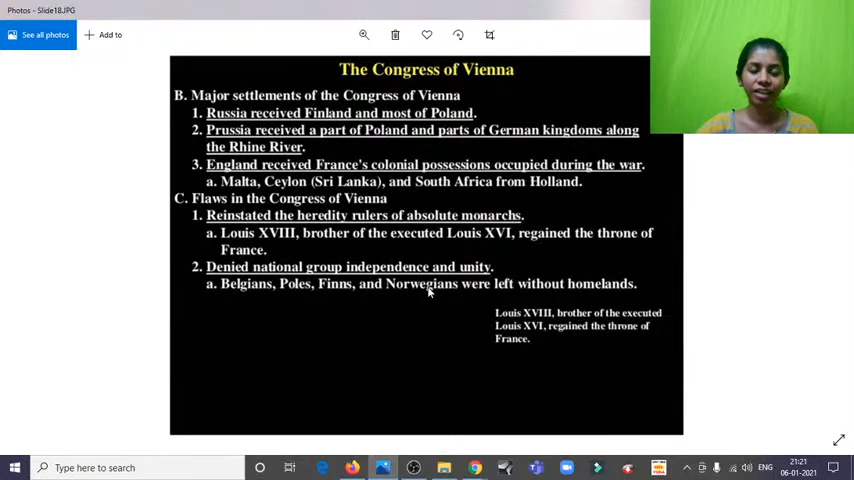 Photos - Slide18.JPG
See all photos
Add to
The Congress of Vienna
B. Major settlements of the Congress of Vienna
1. Russia received Finland and most of Poland.
2. Prussia received a part of Poland and parts of German kingdoms along
the Rhine River.
3. England received France's colonial possessions occupied during the war.
a. Malta, Ceylon (Sri Lanka), and South Africa from Holland.
C. Flaws in the Congress of Vienna
1. Reinstated the heredity rulers of absolute monarchs.
a. Louis XVIII, brother of the executed Louis XVI, regained the throne of
France.
2. Denied national group independence and unity.
a. Belgians, Poles, Finns, and Norwegians were left without homelands.
Louis XVIII, brother of the executed
Louis XVI, regained the throne of
France.
Type here to search
ENG
21:21
06-01-2021